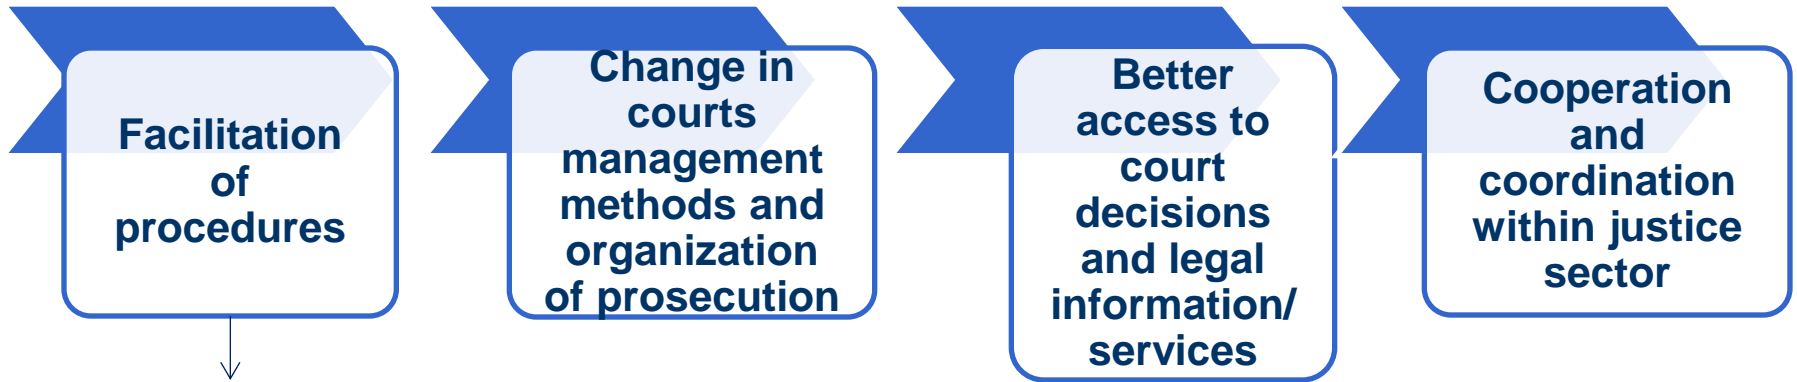 Facilitation
of
procedures
Change in
courts
management
methods and
organization
of prosecution
Better
access to
court
decisions
and legal
information/
services
Cooperation
and
coordination
within justice
sector